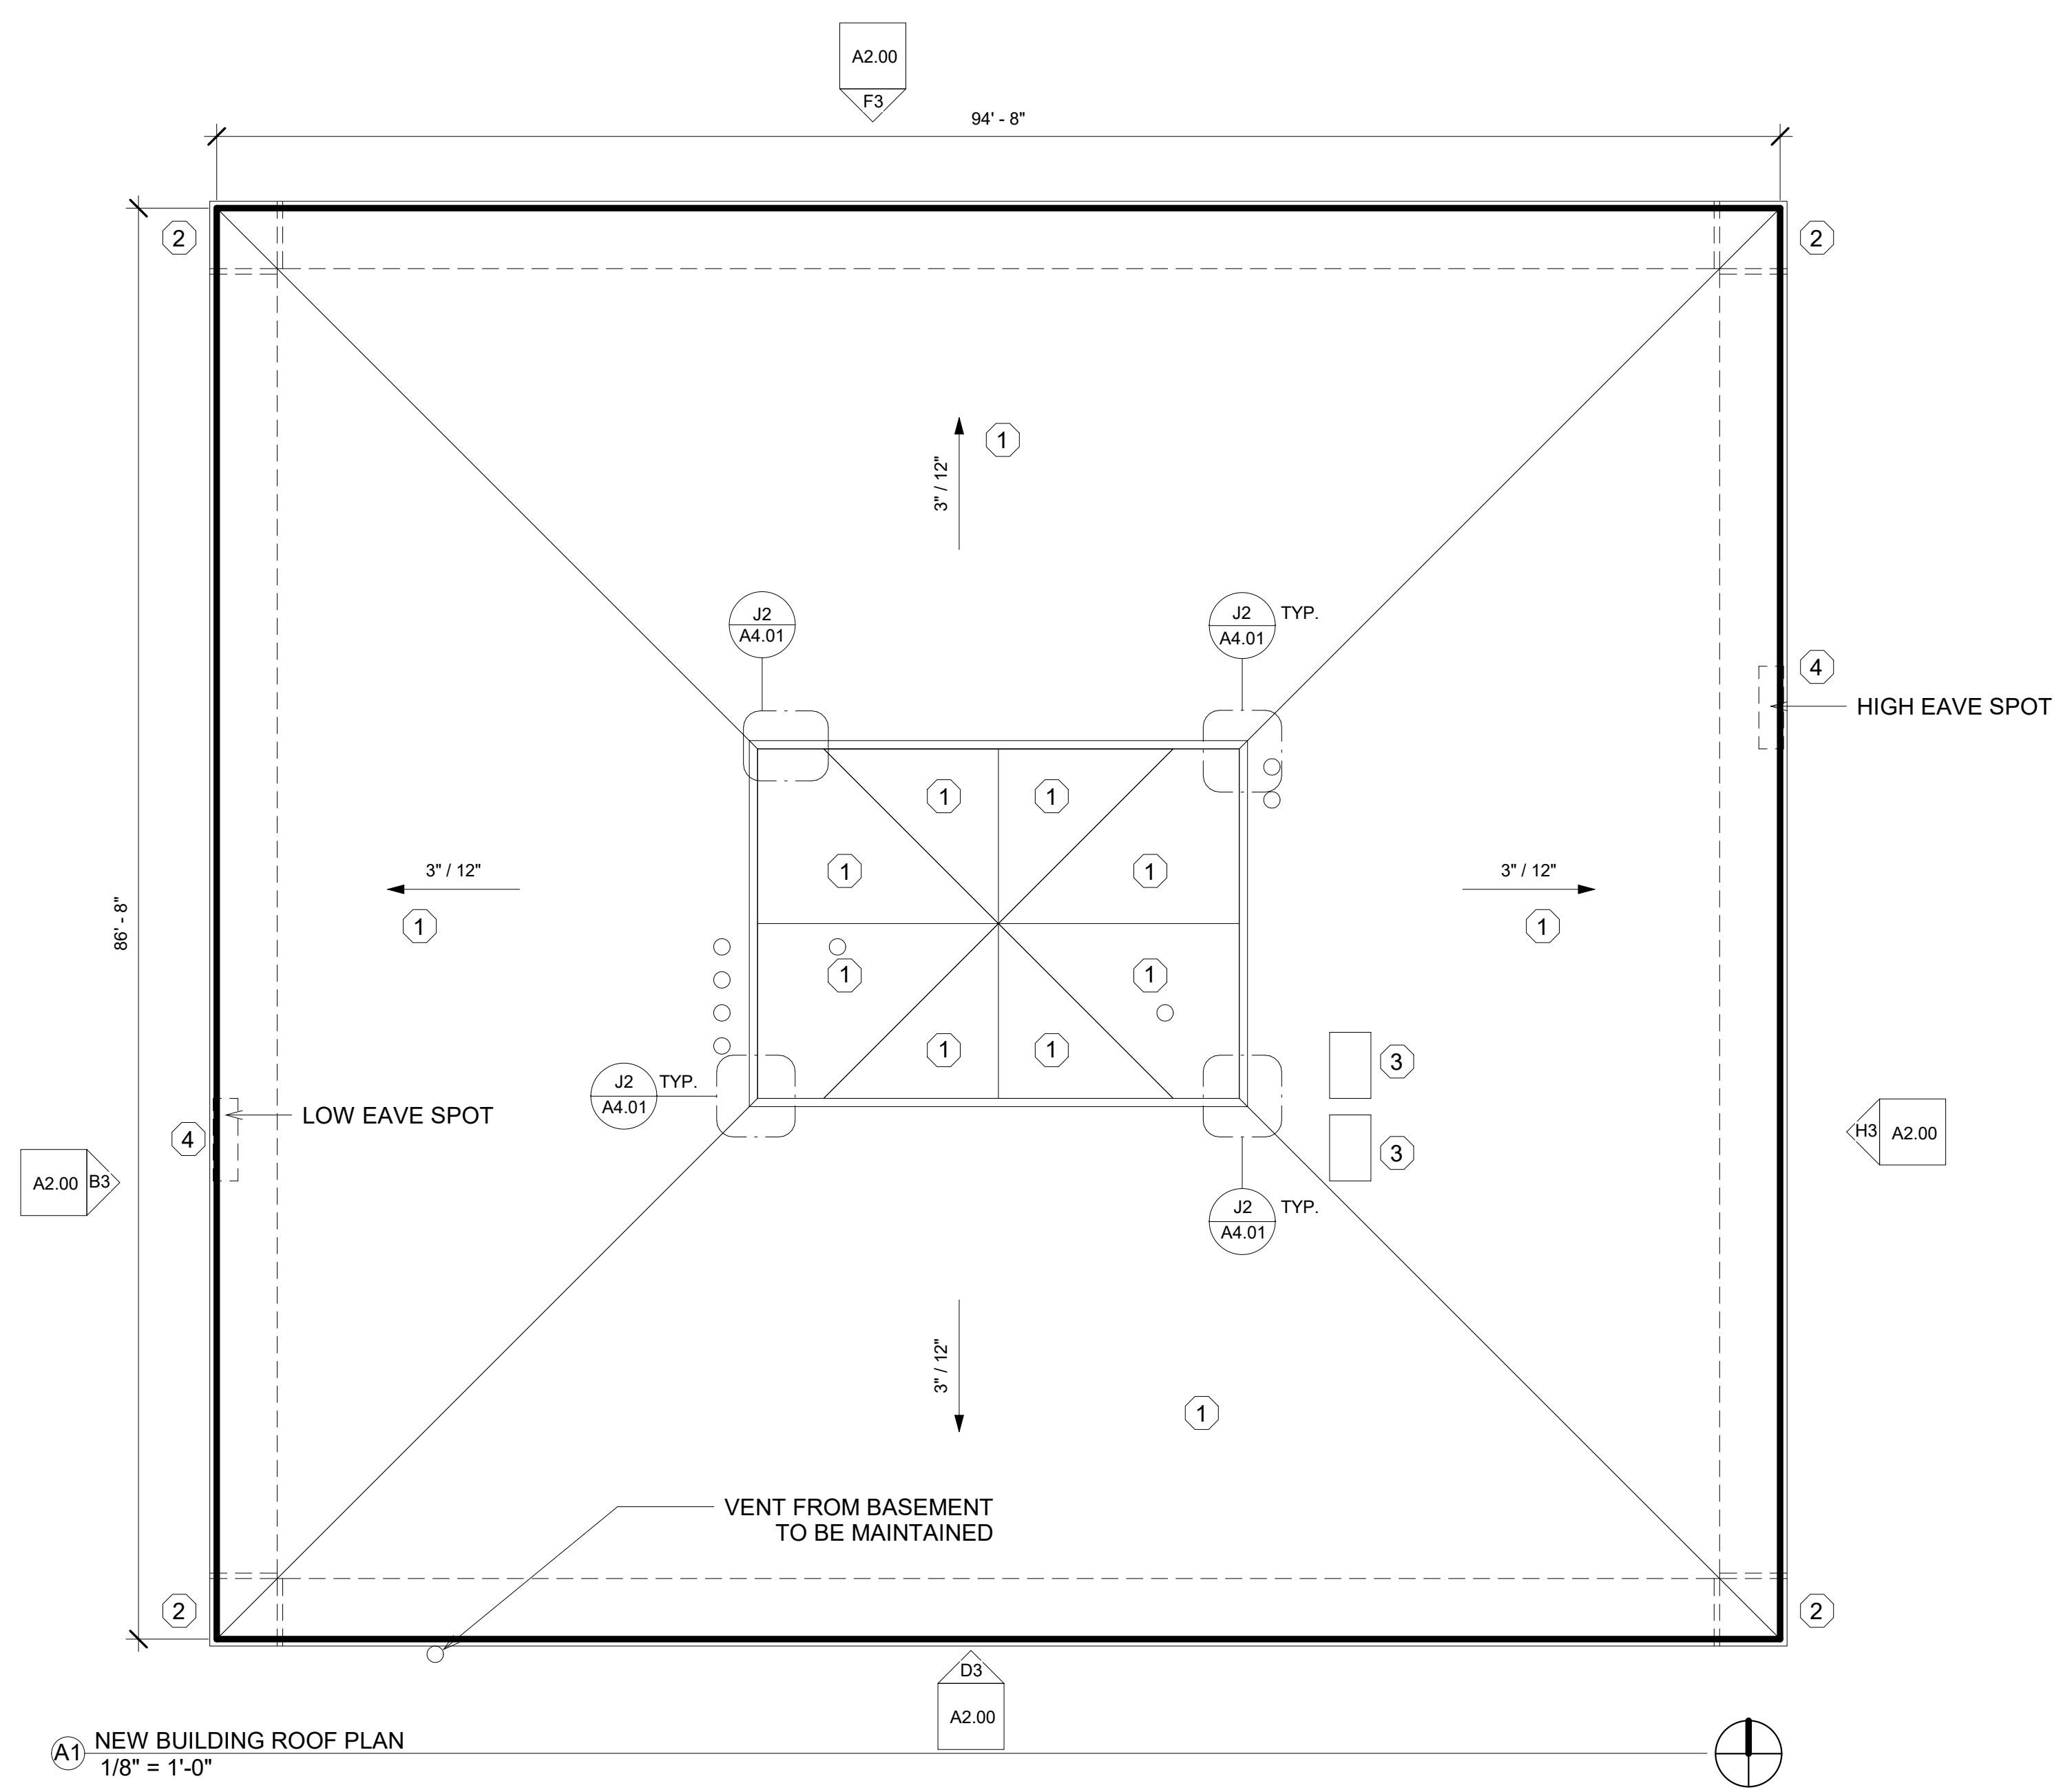 A2.00
F3
94' - 8"
2
2
1
3" / 12"
J2
A4.01
J2
A4.01
TYP.
4
HIGH EAVE SPOT
1
1
1
1
3" / 12"
1
3" / 12"
1
86' - 8"
1
1
1
1
3
J2
A4.01
TYP.
LOW EAVE SPOT
4
3
A2.00
B3
H3
A2.00
J2
A4.01
TYP.
3" / 12"
1
VENT FROM BASEMENT
TO BE MAINTAINED
2
2
D3
A2.00
A1
NEW BUILDING ROOF PLAN
1/8" = 1'-0"